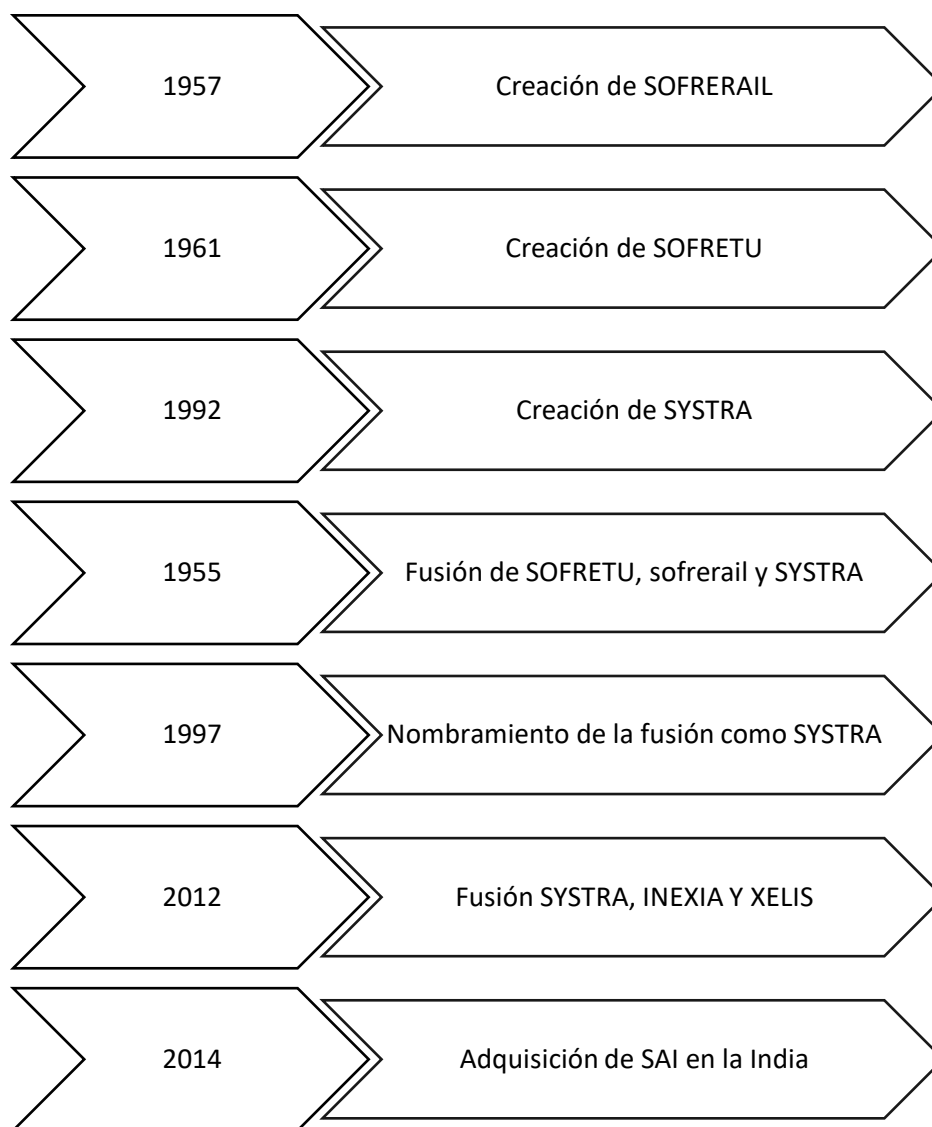 1957
Creación de SOFRERAIL
1961
Creación de SOFRETU
1992
Creación de SYSTRA
1955
Fusión de SOFRETU, sofrerail y SYSTRA
1997
Nombramiento de la fusión como SYSTRA
2012
Fusión SYSTRA, INEXIA Y XELIS
2014
Adquisición de SAI en la India